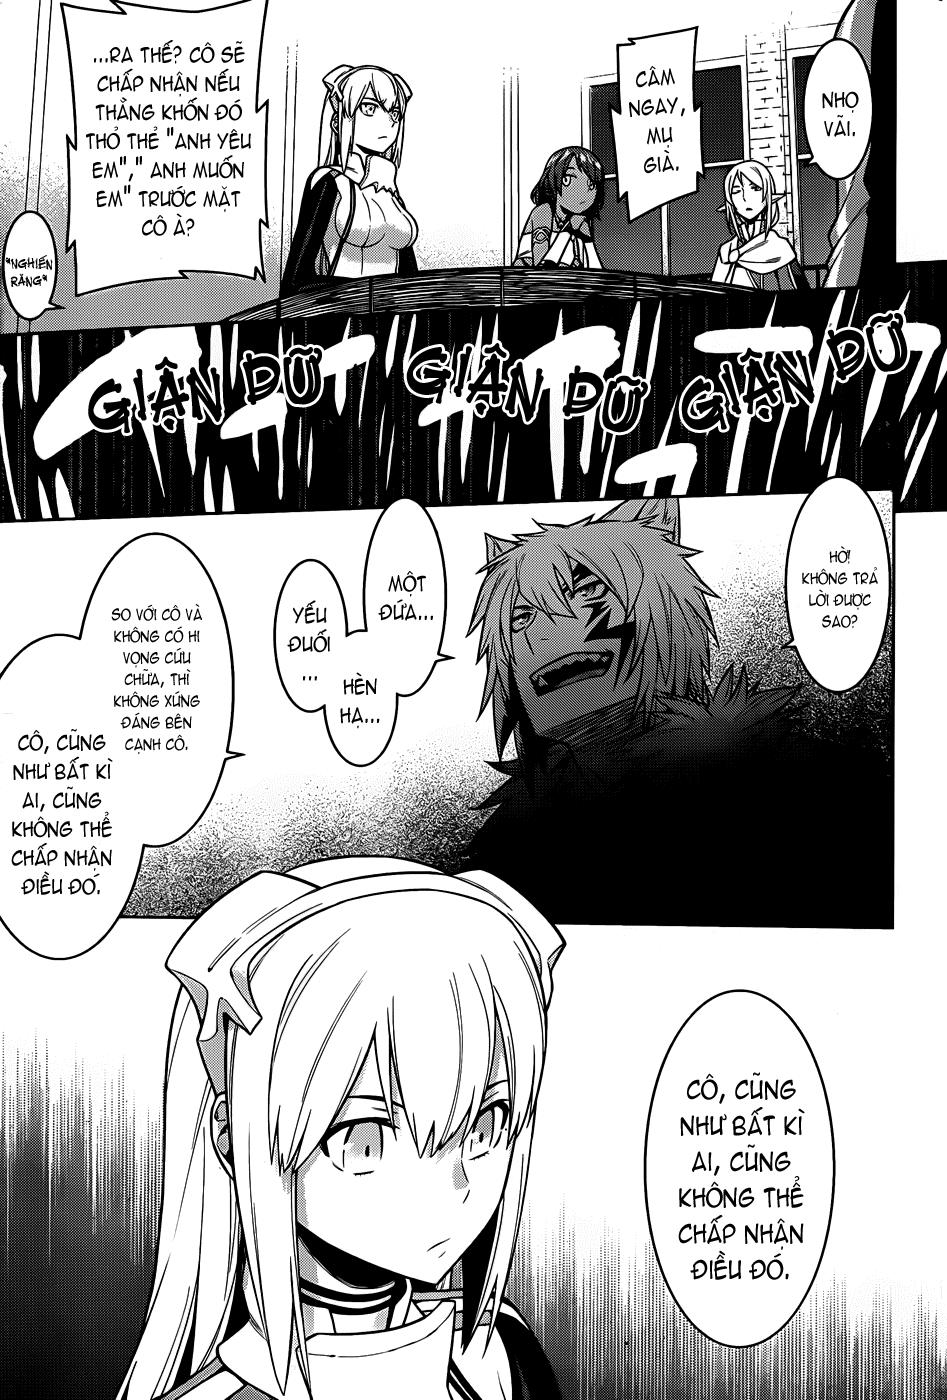 NHỌ
VÃI.
CÂM
NGAY,
MỤ
GIÀ.
...RA THẾ? CÔ SẼ
CHẤP NHẬN NẾU
THẰNG KHỐN ĐÓ
THỎ THẺ "ANH YÊU
EM"," ANH MUỐN
EM" TRƯỚC MẶT
CÔ À?
*NGHIẾN
RĂNG*
GIẬN DỮ
GIẬN DỮ
GIẬN DỮ
HỜ!
KHÔNG TRẢ
LỜI ĐƯỢC
SAO?
MỘT
ĐỨA...
HÈN
HẠ...
YẾU
ĐUỐI
...
SO VỚI CÔ VÀ
KHÔNG CÓ HI
VỌNG CỨU
CHỮA, THÌ
KHÔNG XỨNG
ĐÁNG BÊN
CẠNH CÔ.
CÔ, CŨNG
NHƯ BẤT KÌ
AI, CŨNG
KHÔNG THỂ
CHẤP NHẬN
ĐIỀU ĐÓ.
CÔ, CŨNG
NHƯ BẤT KÌ
AI, CŨNG
KHÔNG THỂ
CHẤP NHẬN
ĐIỀU ĐÓ.